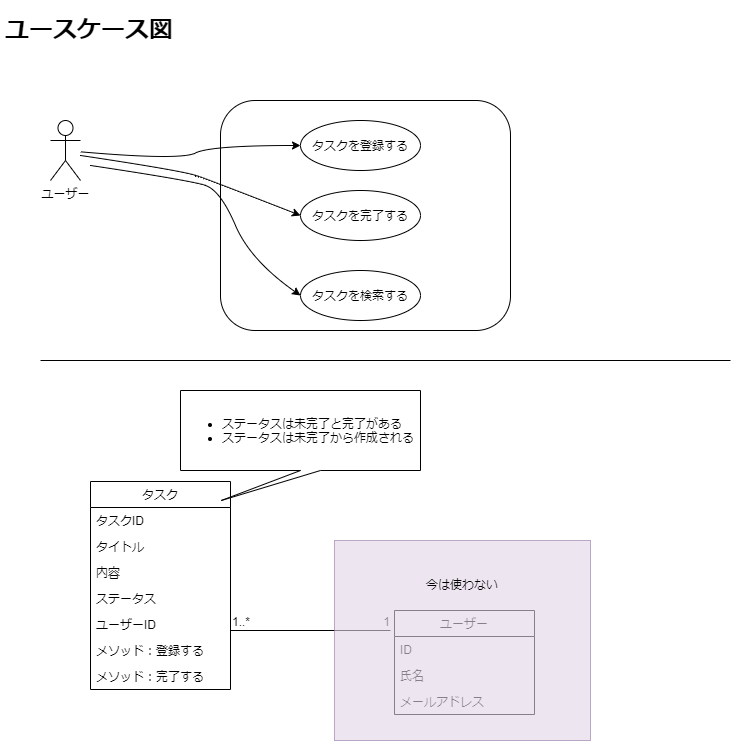 ユースケース図
タスクを登録する
ユーザー
タスクを完了する
タスクを検索する
ステータスは未完了と完了がある
ステータスは未完了から作成される
タスク
タスクID
タイトル
内容
ステータス
ユーザーID
メソッド：登録する
メソッド：完了する
1..*
1
今は使わない
ユーザー
ID
氏名
メールアドレス